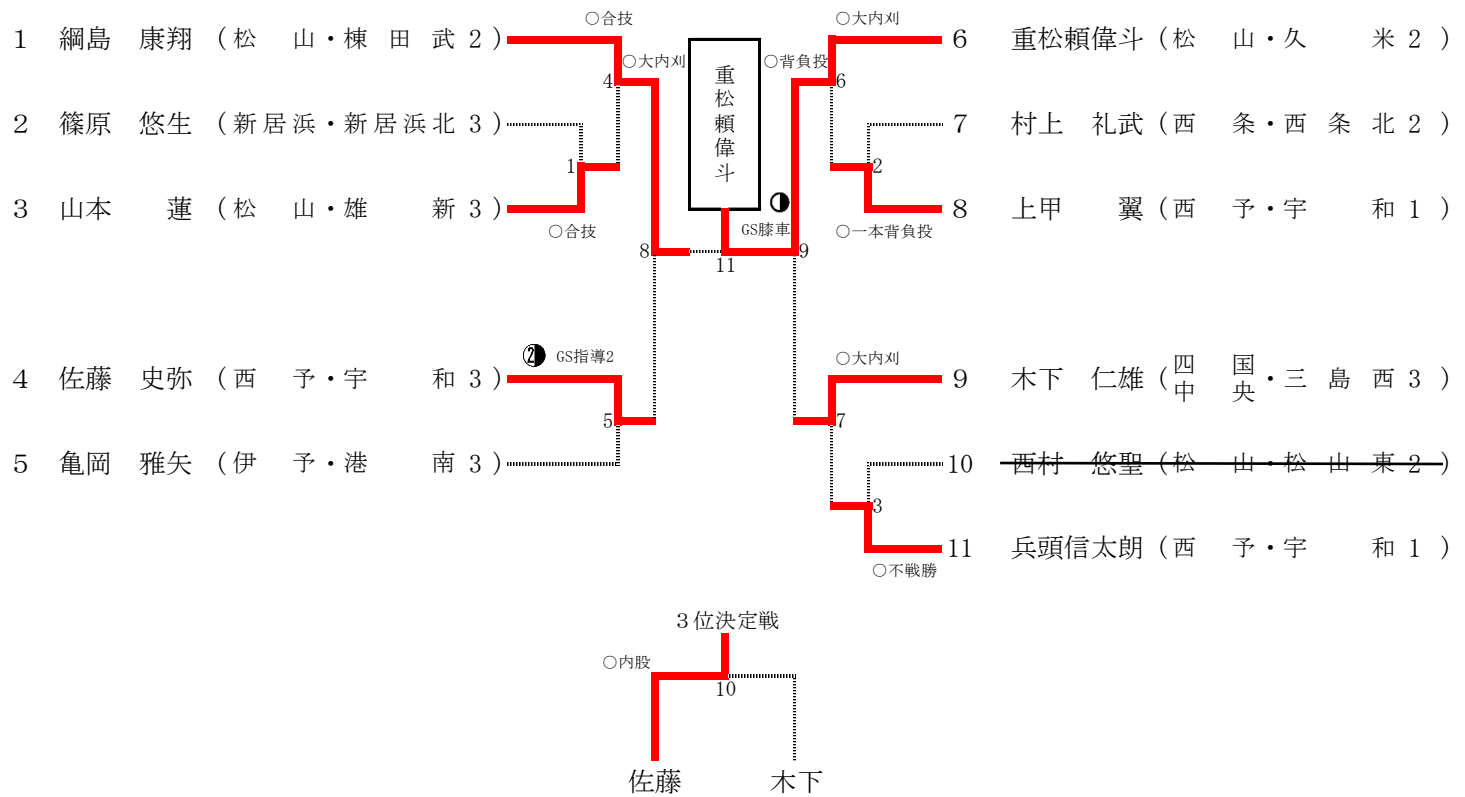 ○合技
○大内刈
1 綱島 康翔 (松 山・棟田武2)
6 重松頼偉斗(松 山・久 米2)
○大内刈
重松頼偉斗
○背負投
4
6
2 篠原 悠生 (新居浜・新居浜北3)
7 村上 礼武(西 条・西条北2)
1
2
3 山本 蓮 (松 山・雄 新3)
8 上甲 翼(西 予・宇 和1)
○合技
GS膝車
○一本背負投
8
11
9
② GS指導2
○大内刈
4 佐藤 史弥 (西 予・宇 和3)
9 木下 仁雄(四国中央・三島西3)
5
7
5 亀岡 雅矢 (伊 予・港 南3)
10 西村 悠聖(松 山・松山東2)
3
11 兵頭信太朗(西 予・宇 和1)
○不戦勝
3位決定戦
○内股
10
佐藤 木下